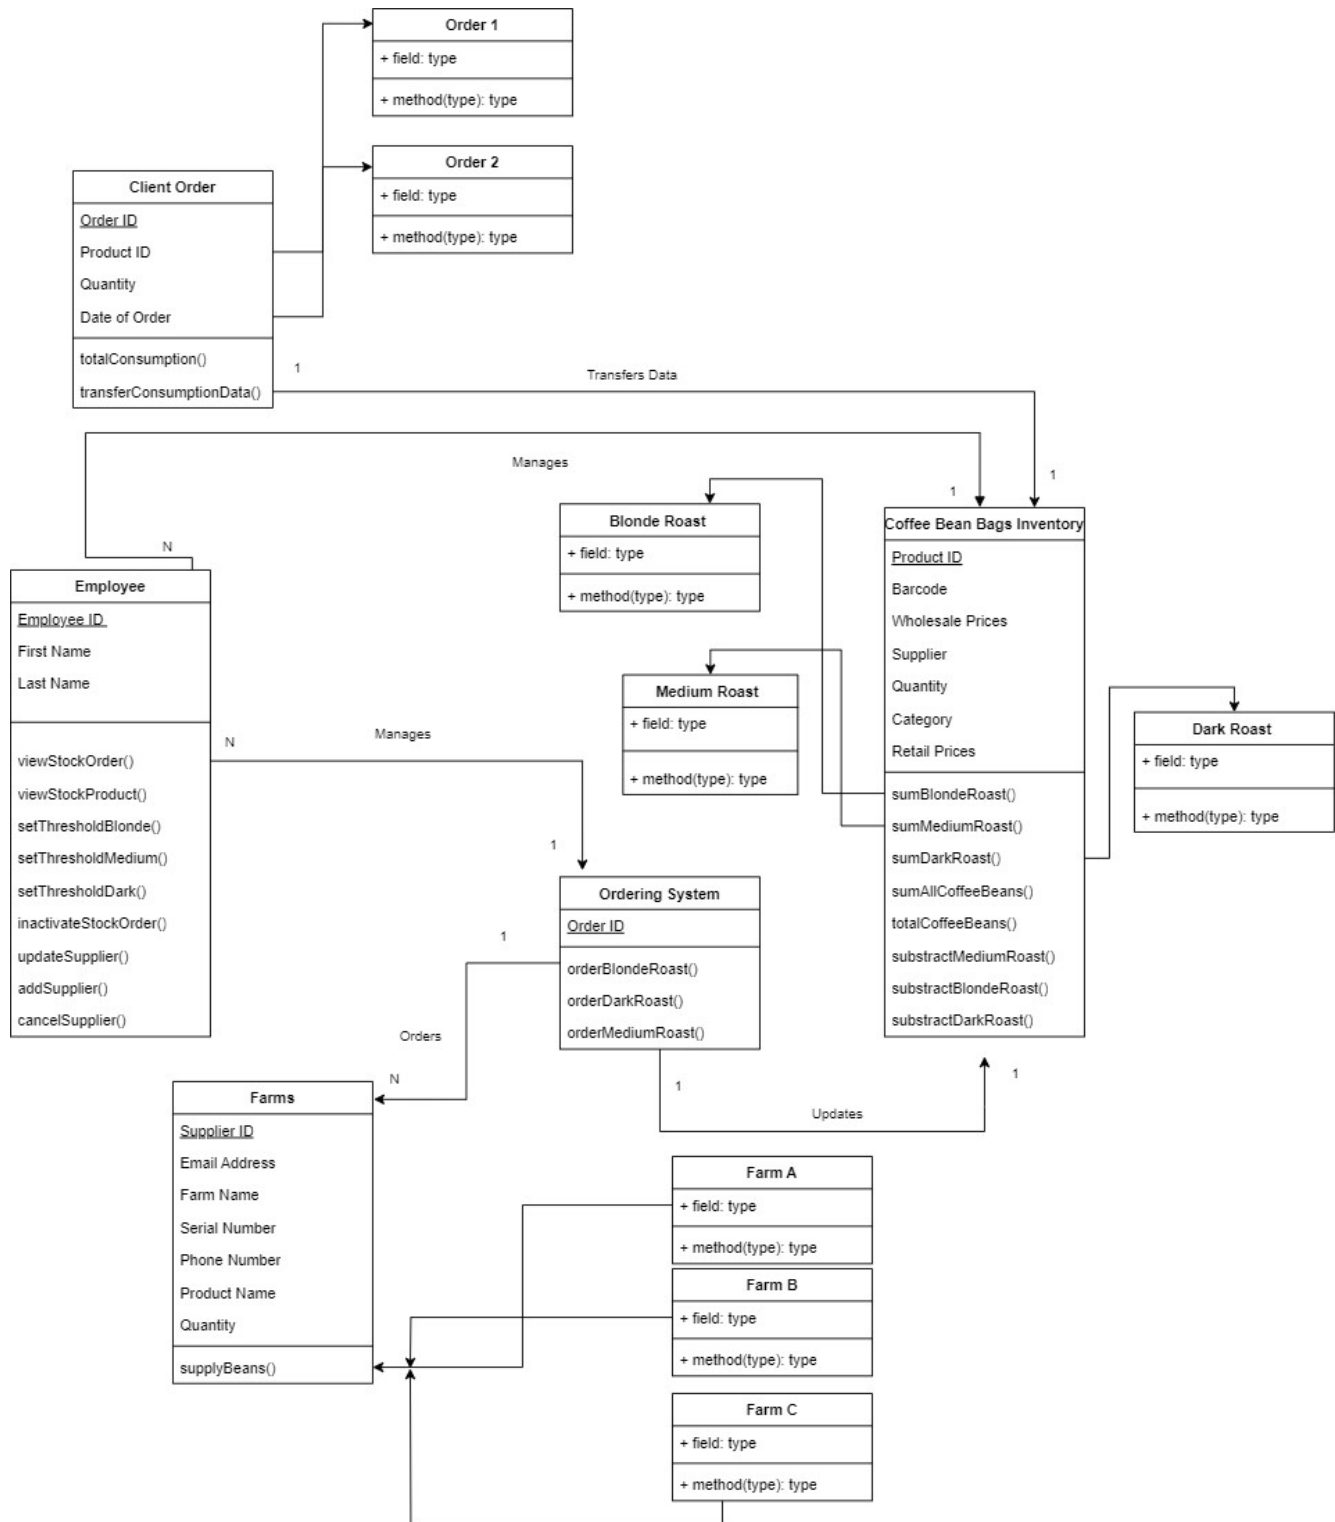 Order 1
+ field: type
+ method(type): type
Order 2
+ field: type
+ method(type): type
Client Order
Order ID
Product ID
Quantity
Date of Order
totalConsumption()
transferConsumptionData()
1
Transfers Data
1
Manages
1
N
Blonde Roast
+ field: type
+ method(type): type
Coffee Bean Bags Inventory
Product ID
Barcode
Wholesale Prices
Supplier
Quantity
Category
Retail Prices
sumBlondeRoast()
sumMediumRoast()
sumDarkRoast()
sumAllCoffeeBeans()
totalCoffeeBeans()
substractMediumRoast()
substractBlondeRoast()
substractDarkRoast()
Employee
Employee ID
First Name
Last Name
viewStockOrder()
viewStockProduct()
setThresholdBlonde()
setThresholdMedium()
setThresholdDark()
inactivateStockOrder()
updateSupplier()
addSupplier()
cancelSupplier()
Medium Roast
+ field: type
+ method(type): type
Dark Roast
+ field: type
+ method(type): type
N
Manages
1
Ordering System
Order ID
orderBlondeRoast()
orderDarkRoast()
orderMediumRoast()
1
Orders
N
1
Updates
1
Farms
Supplier ID
Email Address
Farm Name
Serial Number
Phone Number
Product Name
Quantity
supplyBeans()
Farm A
+ field: type
+ method(type): type
Farm B
+ field: type
+ method(type): type
Farm C
+ field: type
+ method(type): type